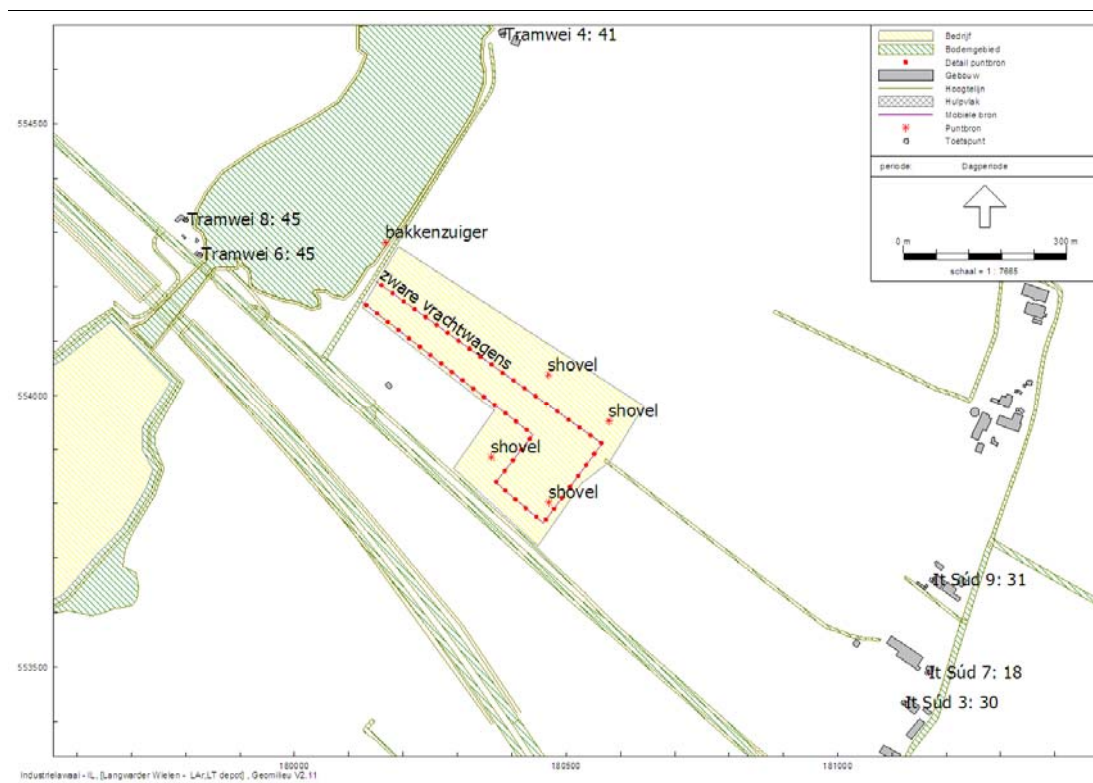 Tramwei 4: 41
Bedrijf
Bodemgebied
Detail puntbron
Gebouw
Hoogtelijn
Hulpvlak
Mobiele bron
Puntbron
Toetspunt
periode: Dagperiode
0 m 300 m
schaal = 1 : 7665
554500
Tramwei 8: 45
Tramwei 6: 45
bakkenzuiger
zware vrachtwagens
shovel
554000
shovel
shovel
shovel
It Súd 9: 31
553500
It Súd 7: 18
It Súd 3: 30
180000
180500
181000
Industrielawaai - IL, [Langwarder Wielen - LAr,LT depot] , Geomilieu V2.11